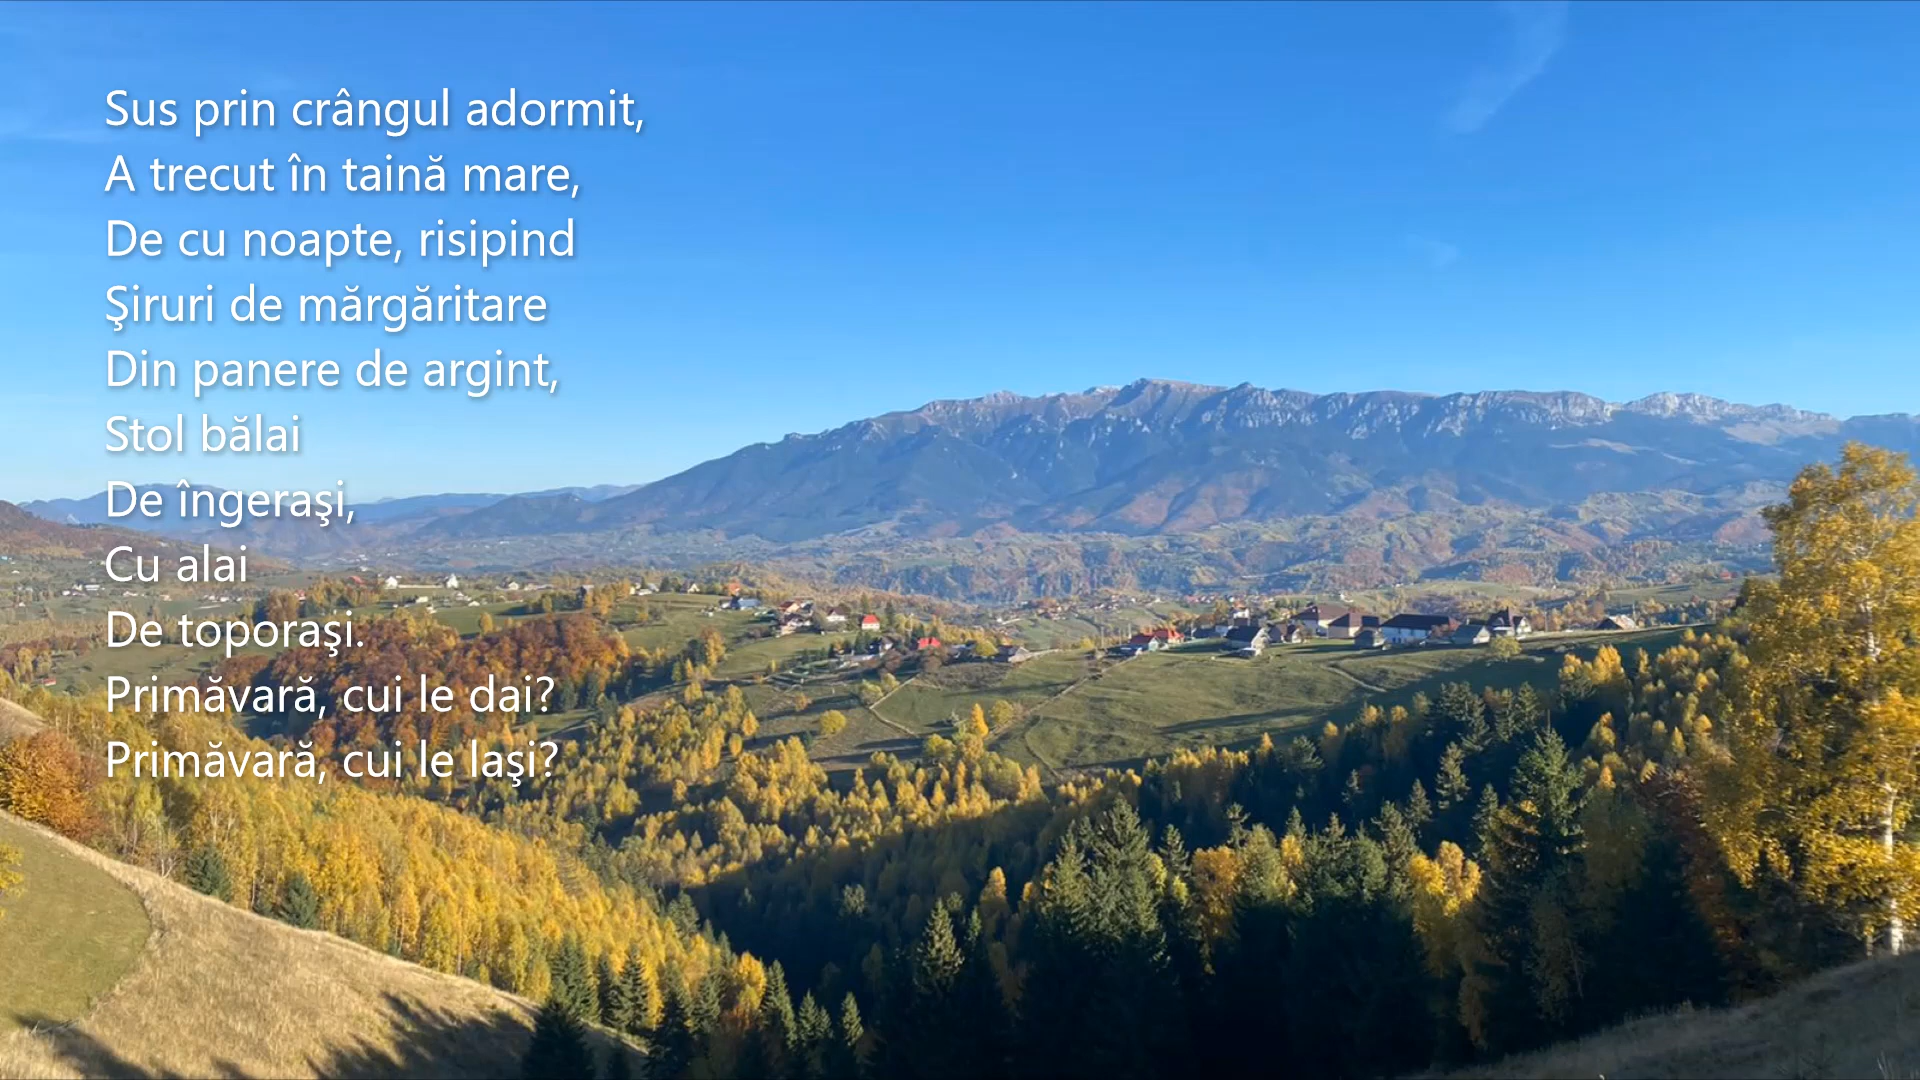 Sus prin crângul adormit,
A trecut în taină mare,
De cu noapte, risipind
Şiruri de mărgăritare
Din panere de argint,
Stol bălai
De îngeraşi,
Cu alai
De toporaşi.
Primăvară, cui le dai?
Primăvară, cui le laşi?